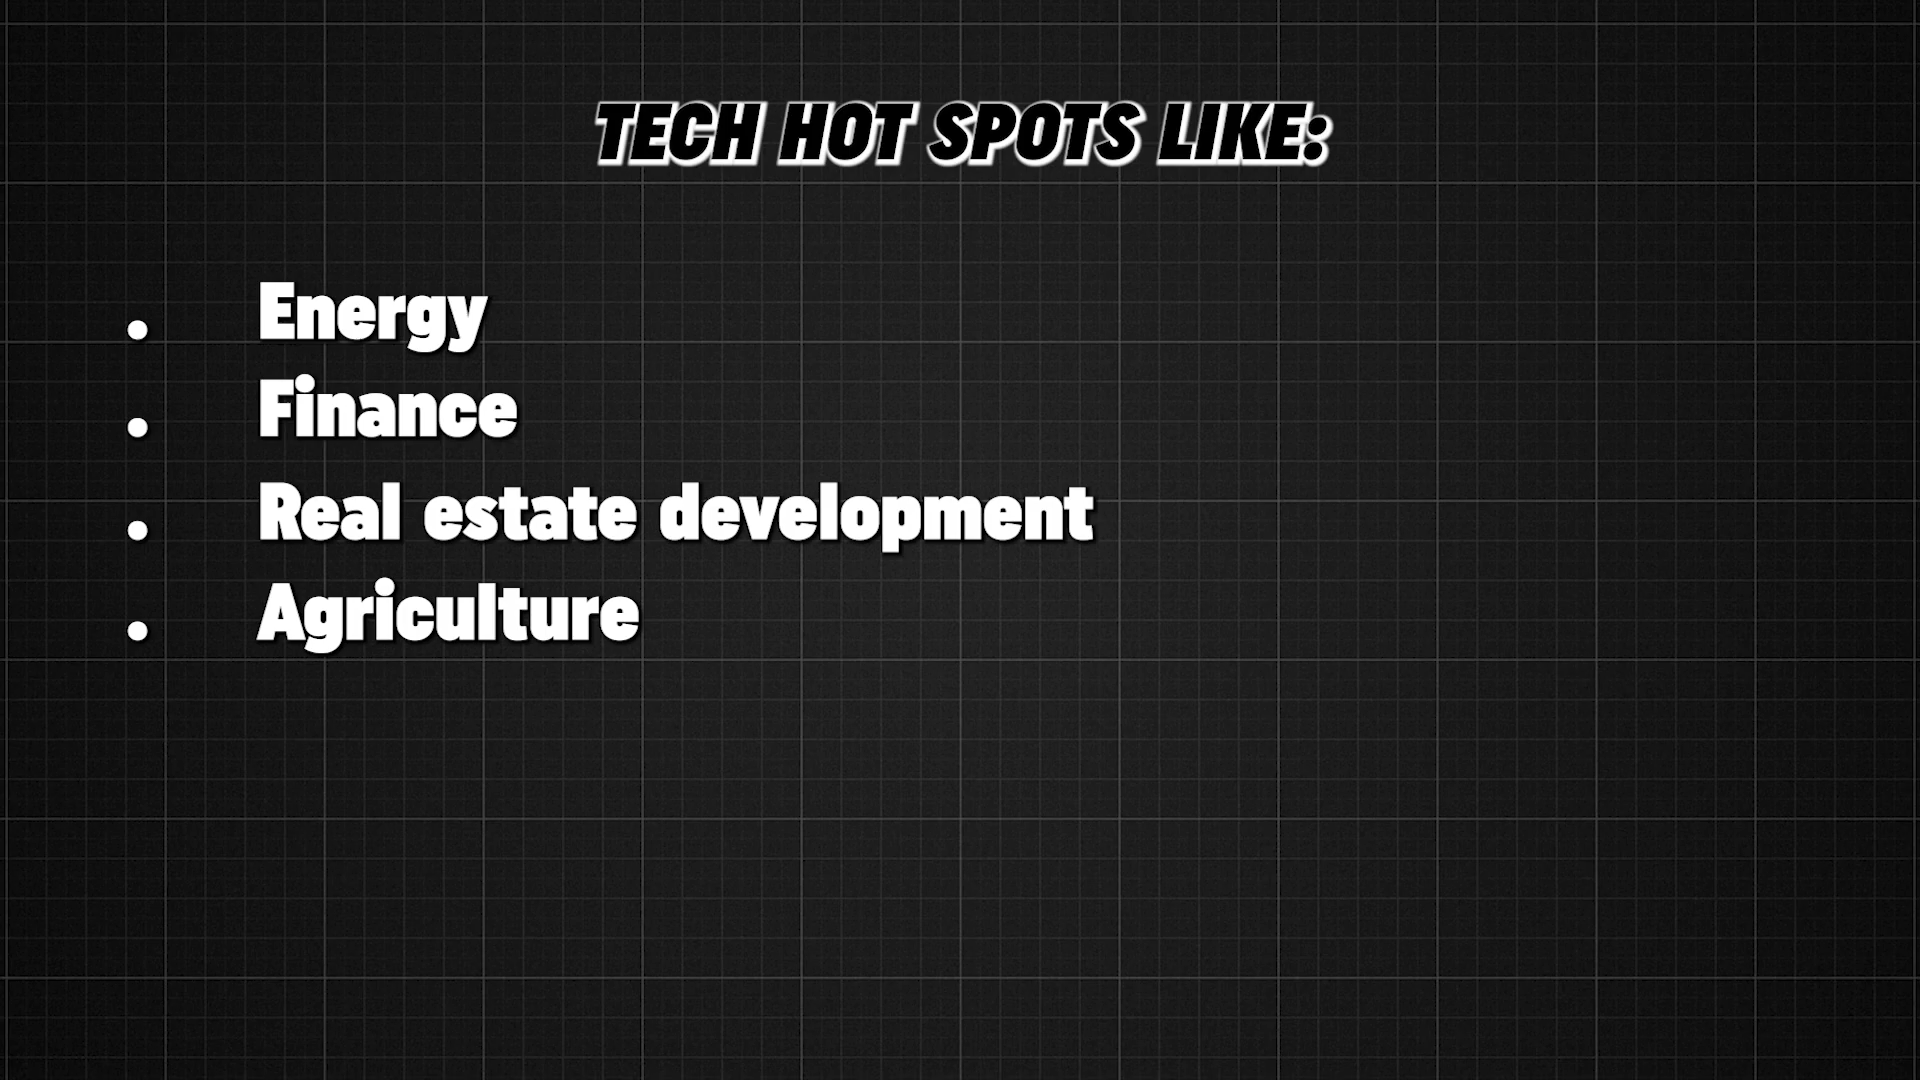 TECH HOT SPOTS LIKE:
• Energy
• Finance
• Real estate development
• Agriculture